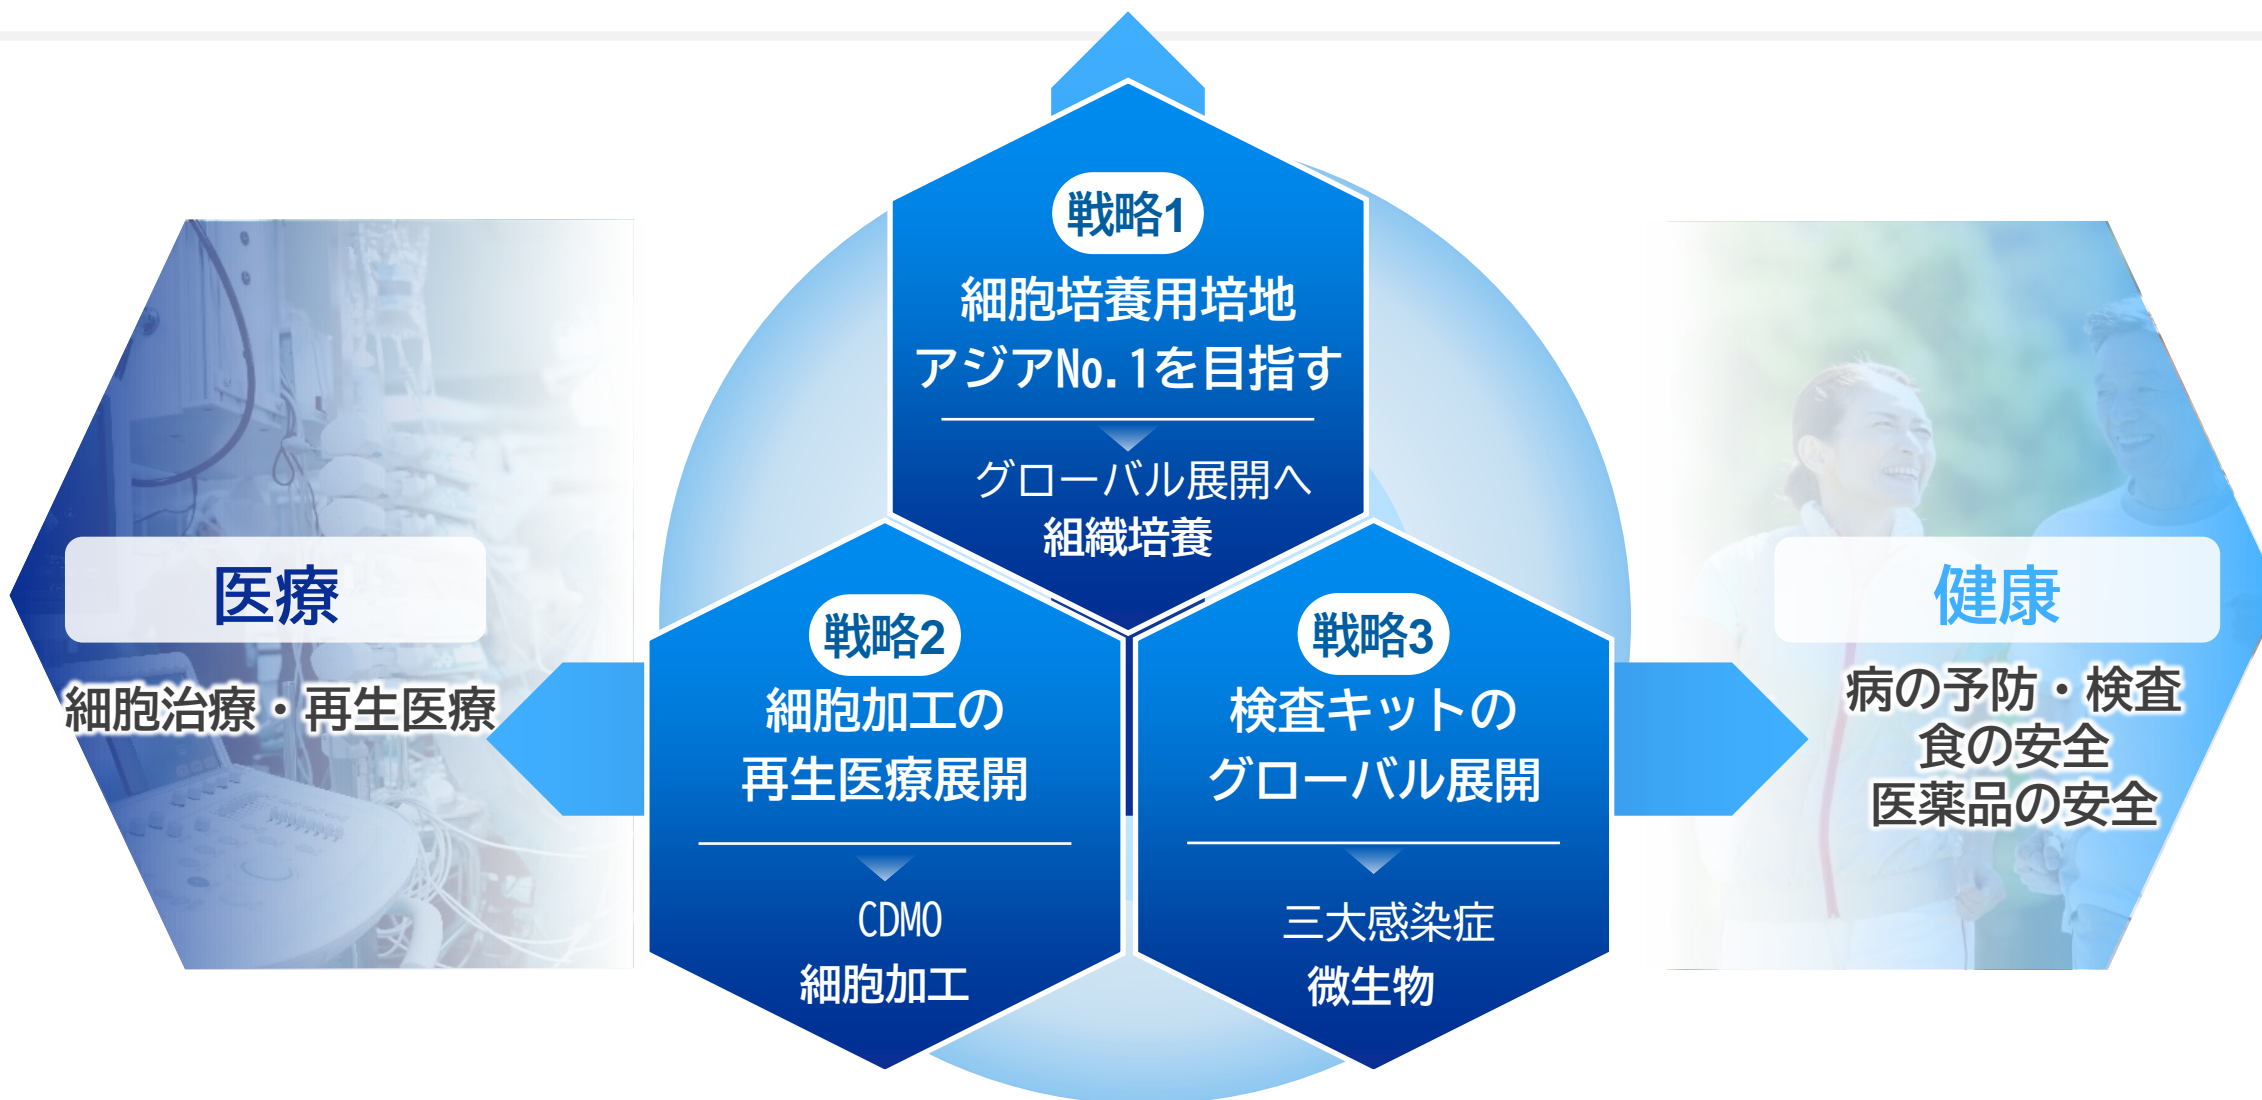 戦略1
細胞培養用培地
アジアNo.1を目指す
グローバル展開へ
組織培養
医療
細胞治療・再生医療
戦略2
細胞加工の
再生医療展開
CDMO
細胞加工
戦略3
検査キットの
グローバル展開
三大感染症
微生物
健康
病の予防・検査
食の安全
医薬品の安全